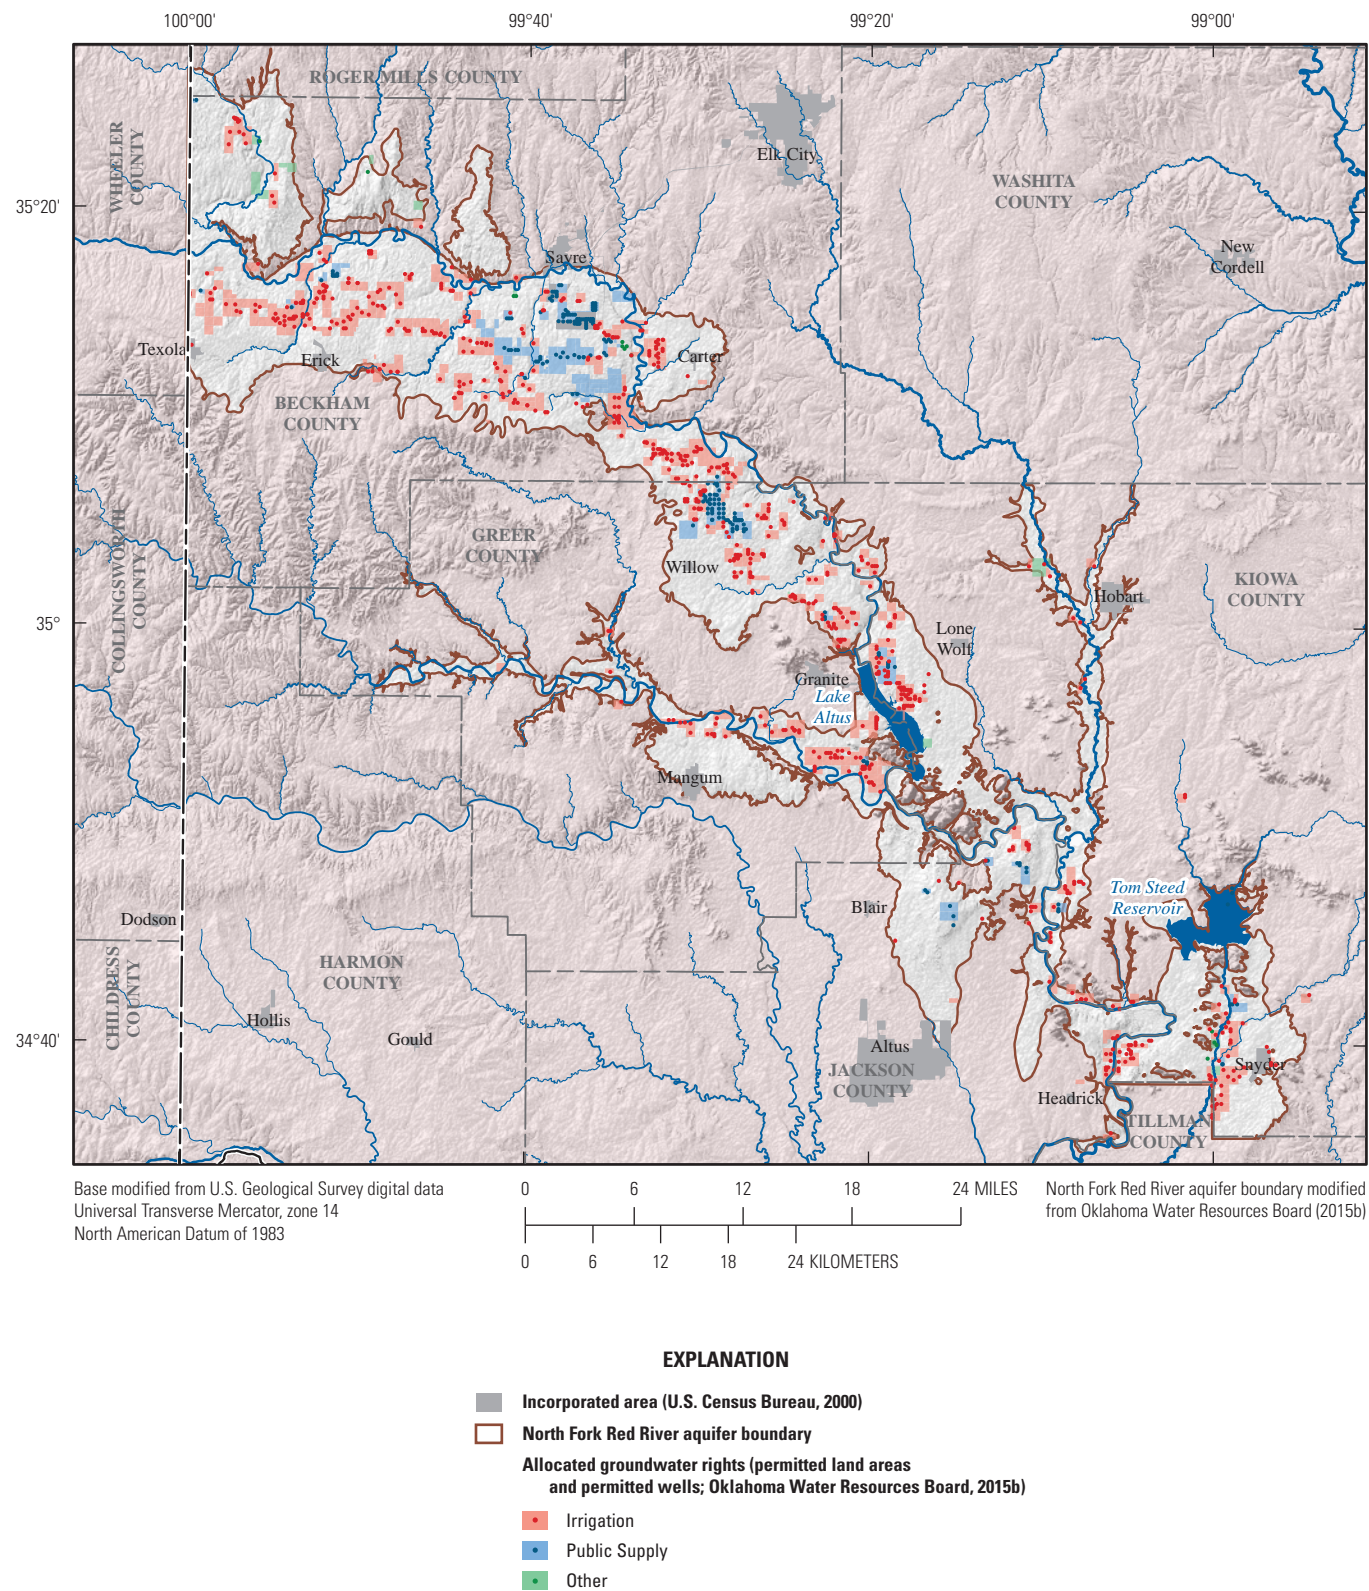 100°00'
99°40'
99°20'
99°00'
ROGER MILLS COUNTY
WHEELER
COUNTY
Elk City
WASHITA
COUNTY
35°20'
New
Cordell
Sayre
Texola
Erick
Carter
BECKHAM
COUNTY
COLLINGSWORTH
COUNTY
GREER
COUNTY
Willow
KIOWA
COUNTY
Hobart
35°
Lone
Wolf
Granite
Lake
Altus
Mangum
Tom Steed
Reservoir
Dodson
Blair
CHILDRESS
COUNTY
HARMON
COUNTY
Hollis
Gould
34°40'
Altus
JACKSON
COUNTY
Snyder
Headrick
TILLMAN
COUNTY
Base modified from U.S. Geological Survey digital data
Universal Transverse Mercator, zone 14
North American Datum of 1983
0 6 12 18 24 MILES
0 6 12 18 24 KILOMETERS
North Fork Red River aquifer boundary modified
from Oklahoma Water Resources Board (2015b)
EXPLANATION
Incorporated area (U.S. Census Bureau, 2000)
North Fork Red River aquifer boundary
Allocated groundwater rights (permitted land areas
and permitted wells; Oklahoma Water Resources Board, 2015b)
Irrigation
Public Supply
Other